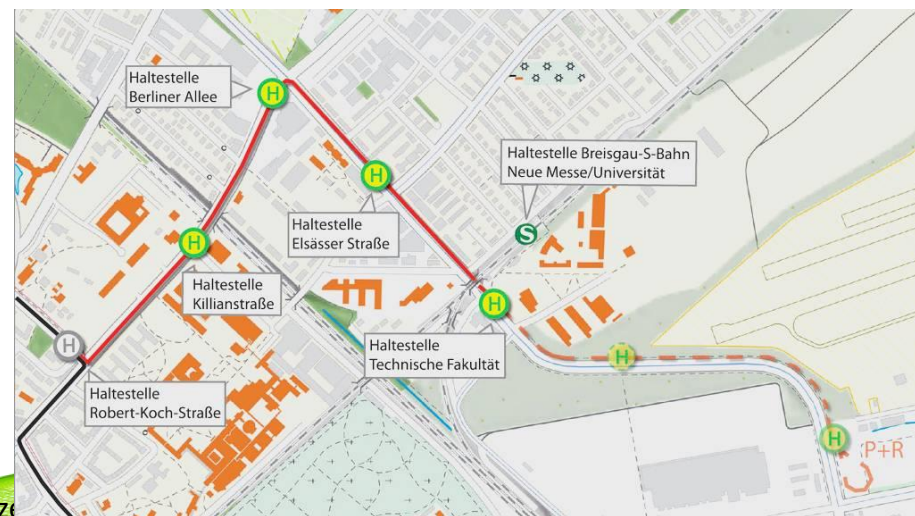 Haltestelle
Berliner Allee
H
Haltestelle Breisgau-S-Bahn
Neue Messe/Universität
H
Haltestelle
Elsässer Straße
S
H
Haltestelle
Killianstraße
H
Haltestelle
Technische Fakultät
H
H
Haltestelle
Robert-Koch-Straße
H
P+R